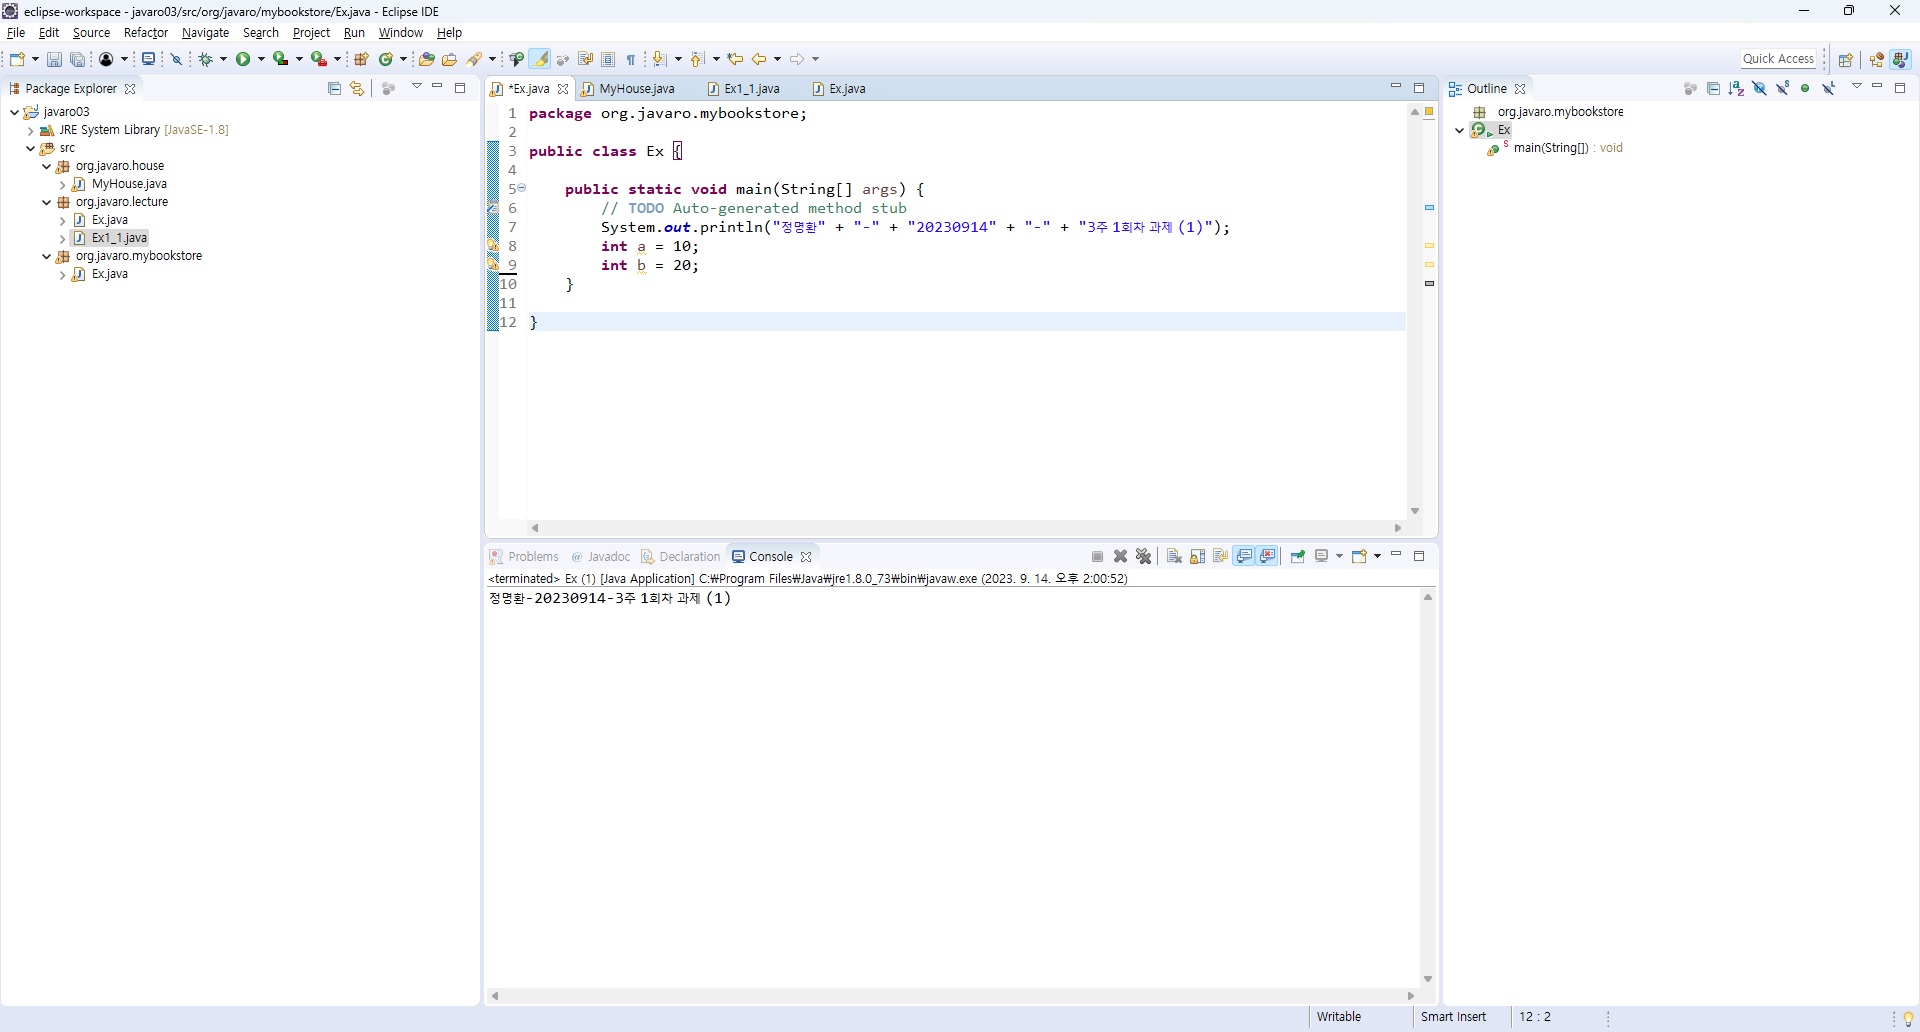 eclipse-workspace - javaro03/src/org/javaro/mybookstore/Ex.java - Eclipse IDE
File Edit Source Refactor Navigate Search Project Run Window Help
Quick Access
Package Explorer
javaro03
JRE System Library [JavaSE-1.8]
src
org.javaro.house
MyHouse.java
org.javaro.lecture
Ex.java
Ex1_1.java
org.javaro.mybookstore
Ex.java
*Ex.java MyHouse.java Ex1_1.java Ex.java
1 package org.javaro.mybookstore;
2
3 public class Ex {
4
5 public static void main(String[] args) {
6 // TODO Auto-generated method stub
7 System.out.println("정명환" + "-" + "20230914" + "-" + "3주 1회차 과제 (1)");
8 int a = 10;
9 int b = 20;
10 }
11
12 }
Problems @ Javadoc Declaration Console
<terminated> Ex (1) [Java Application] C:₩Program Files₩Java₩jre1.8.0_73₩bin₩javaw.exe (2023. 9. 14. 오후 2:00:52)
정명환-20230914-3주 1회차 과제 (1)
Outline
org.javaro.mybookstore
Ex
main(String[]) : void
Writable Smart Insert 12 : 2